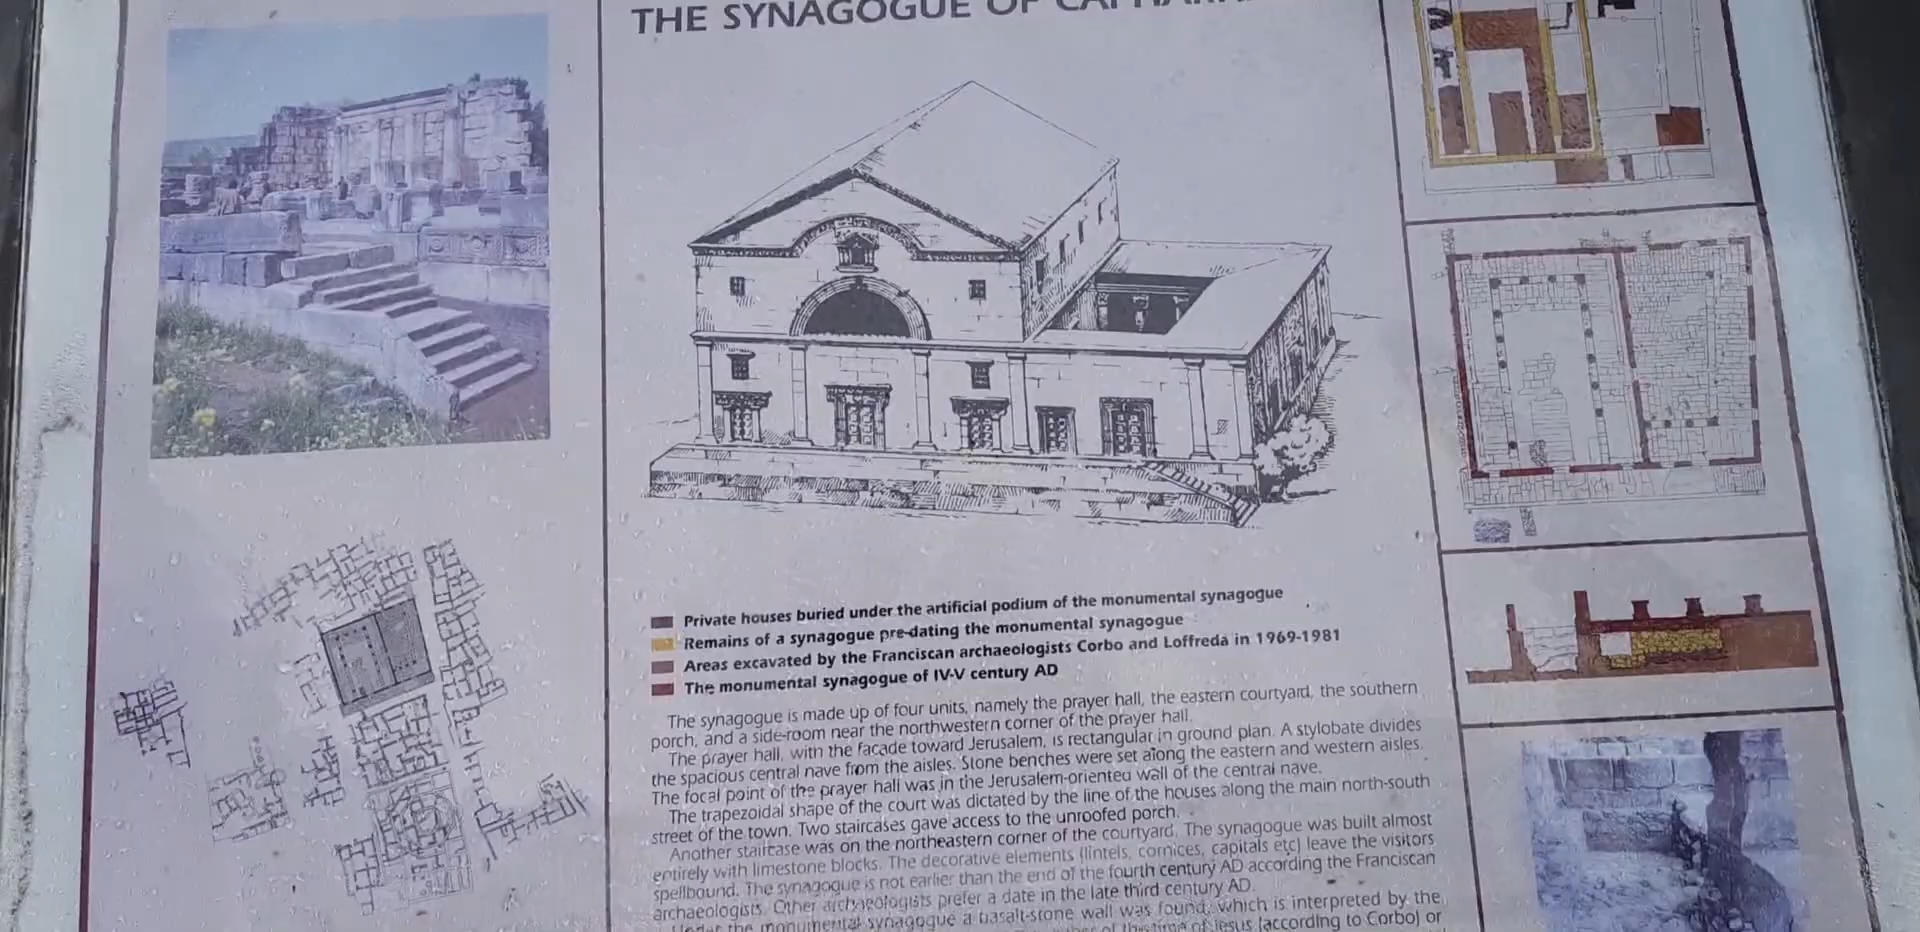 THE SYNAGOGUE OF
Private houses buried under the artificial podium of the monumental synagogue
Remains of a synagogue pre-dating the monumental synagogue
Areas excavated by the Franciscan archaeologists Corbo and Loffreda in 1969-1981
The monumental synagogue of IV-V century AD
The synagogue is made up of four units, namely the prayer hall, the eastern courtyard, the southern
porch, and a side-room near the northwestern corner of the prayer hall.
The prayer hall, with the façade toward Jerusalem, is rectangular in ground plan. A stylobate divides
the spacious central nave from the aisles. Stone benches were set along the eastern and western aisles.
The focal point of the prayer hall was in the Jerusalem-oriented wall of the central nave.
The trapezoidal shape of the court was dictated by the line of the houses along the main north-south
street of the town. Two staircases gave access to the unroofed porch.
Another staircase was on the northeastern corner of the courtyard. The synagogue was built almost
entirely with limestone blocks. The decorative elements (lintels, cornices, capitals etc) leave the visitors
spellbound. The synagogue is not earlier than the end of the fourth century AD according the Franciscan
archaeologists. Other archaeologists prefer a date in the late third century AD.
Under the monumental synagogue a basalt-stone wall was found, which is interpreted by the
of the time of Jesus (according to Corbo) or